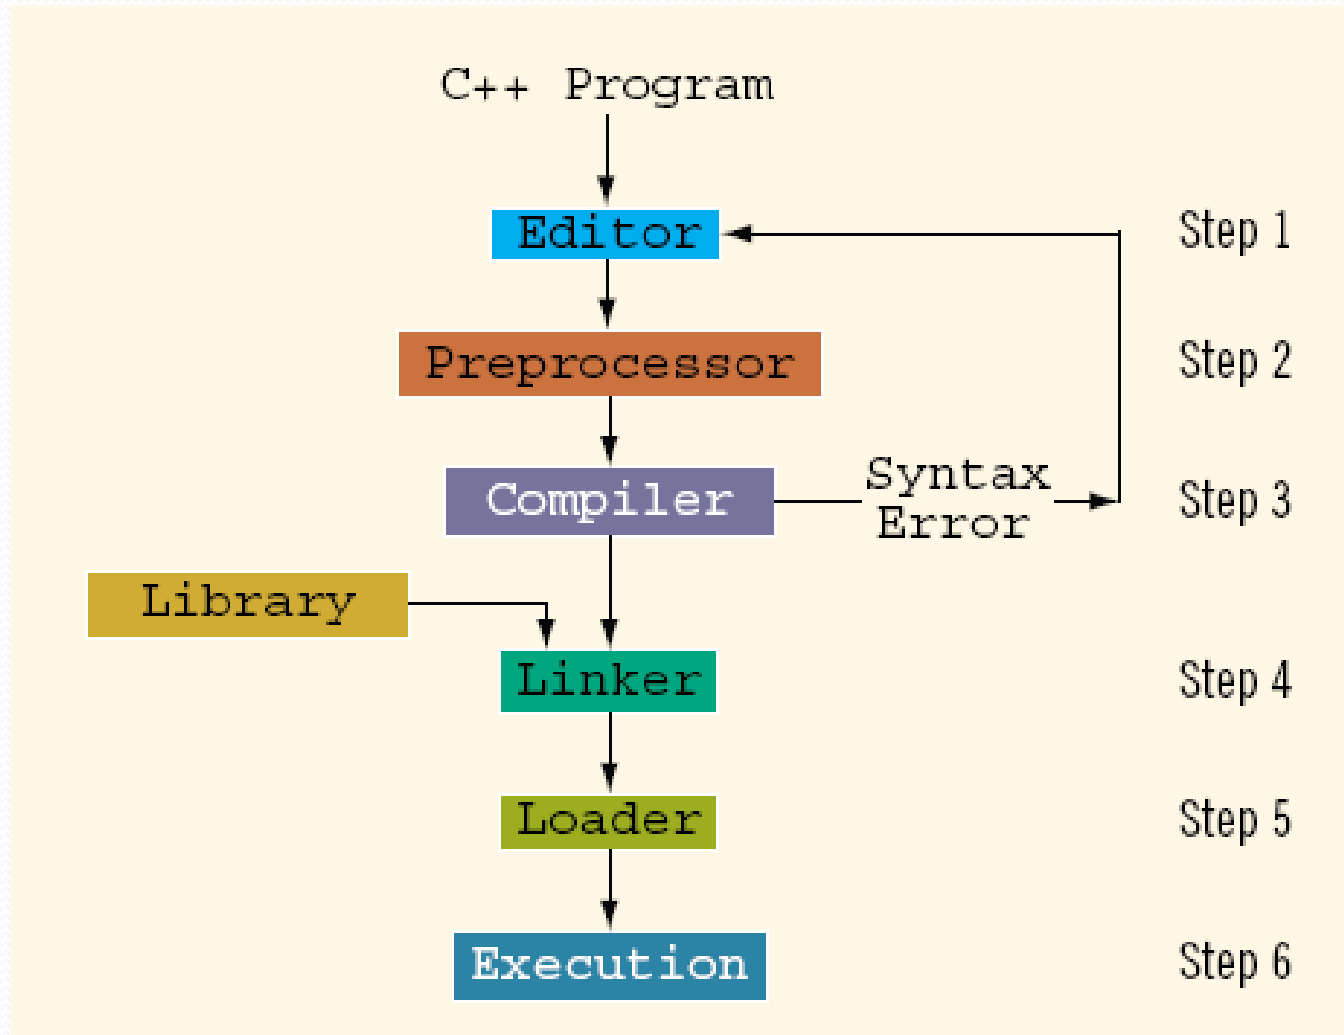 C++ Program
Editor
Step 1
Preprocessor
Step 2
Compiler
Syntax
Error
Step 3
Library
Linker
Step 4
Loader
Step 5
Execution
Step 6